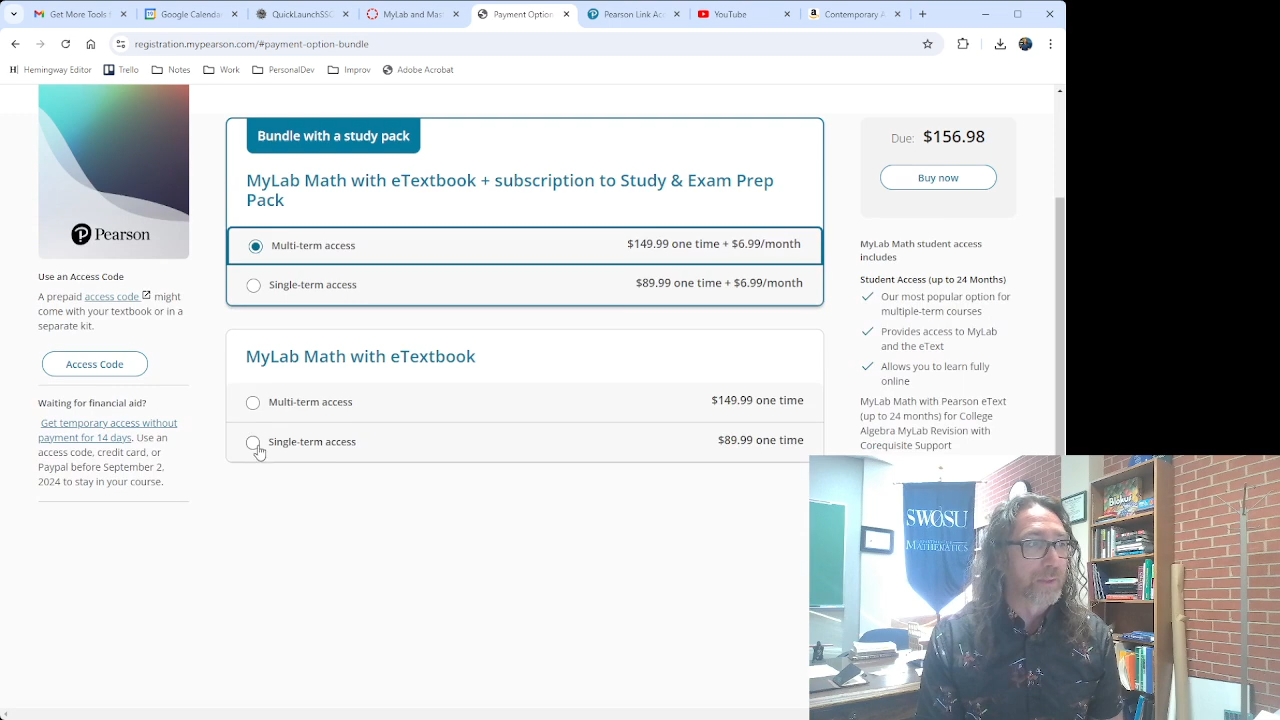 Get More Tools
Google Calenda
QuickLaunchSSO
MyLab and Mas
Payment Option
Pearson Link Ac
YouTube
Contemporary A
registration.mypearson.com/#payment-option-bundle
Hemingway Editor
Trello
Notes
Work
PersonalDev
Improv
Adobe Acrobat
Pearson
Use an Access Code
A prepaid access code might
come with your textbook or in a
separate kit.
Access Code
Waiting for financial aid?
Get temporary access without
payment for 14 days. Use an
access code, credit card, or
Paypal before September 2,
2024 to stay in your course.
Bundle with a study pack
MyLab Math with eTextbook + subscription to Study & Exam Prep
Pack
Multi-term access $149.99 one time + $6.99/month
Single-term access $89.99 one time + $6.99/month
MyLab Math with eTextbook
Multi-term access $149.99 one time
Single-term access $89.99 one time
Due: $156.98
Buy now
MyLab Math student access
includes
Student Access (up to 24 Months)
Our most popular option for
multiple-term courses
Provides access to MyLab
and the eText
Allows you to learn fully
online
MyLab Math with Pearson eText
(up to 24 months) for College
Algebra MyLab Revision with
Corequisite Support
SWOSU
MATHEMATICS
Blokus